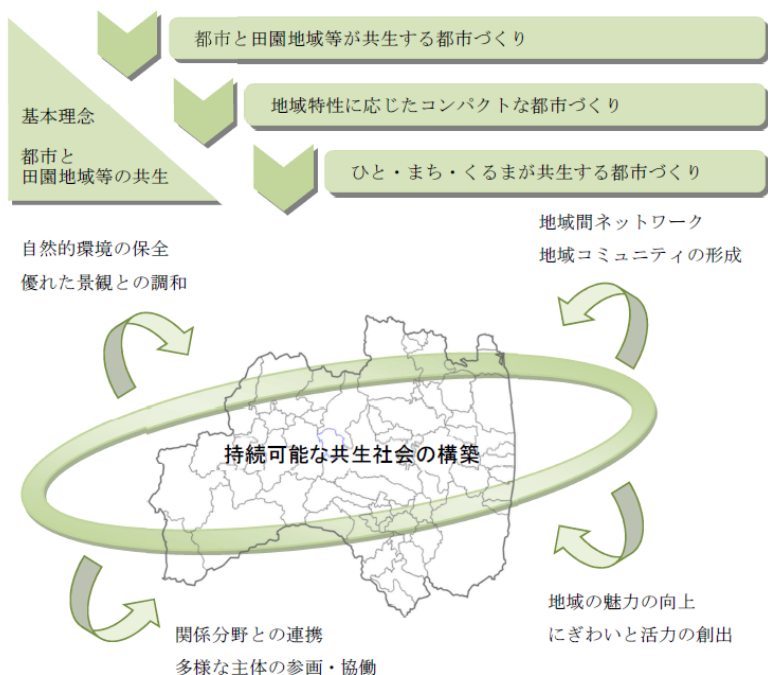 都市と田園地域等が共生する都市づくり
地域特性に応じたコンパクトな都市づくり
ひと・まち・くるまが共生する都市づくり
基本理念
都市と
田園地域等の共生
自然的環境の保全
優れた景観との調和
地域間ネットワーク
地域コミュニティの形成
持続可能な共生社会の構築
関係分野との連携
多様な主体の参画・協働
地域の魅力の向上
にぎわいと活力の創出